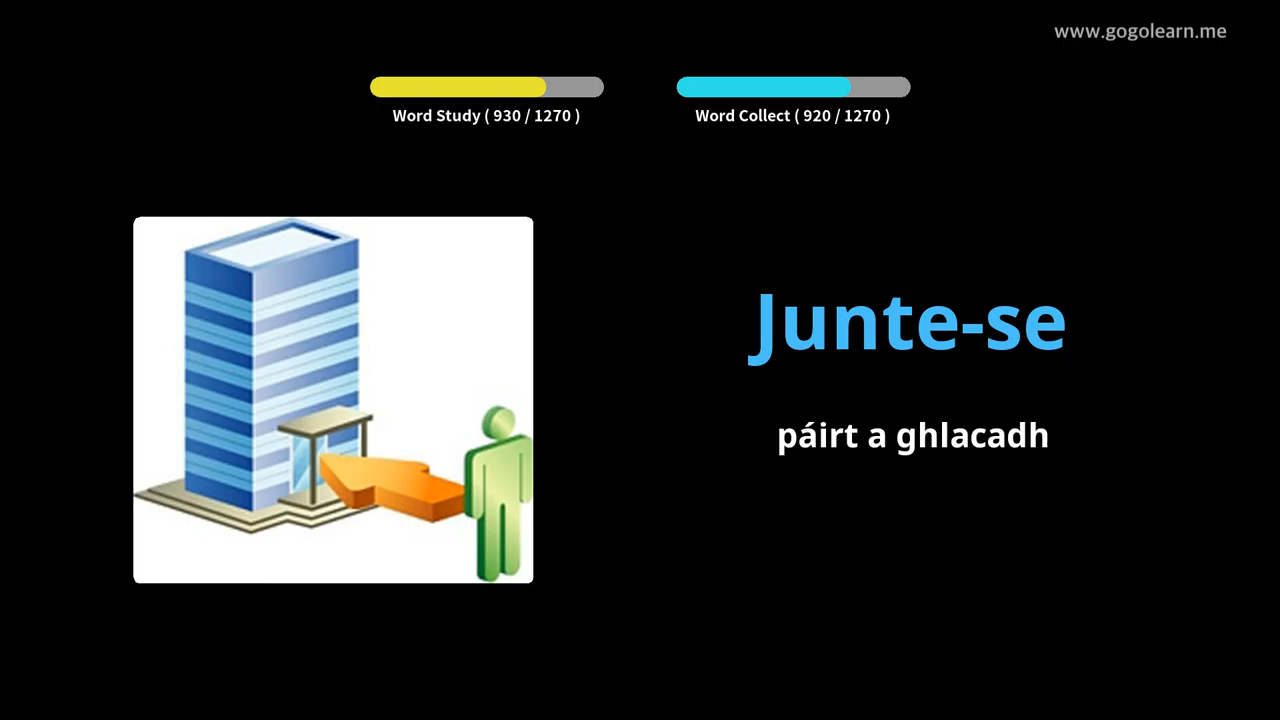 www.gogolearn.me
Word Study ( 930 / 1270 )
Word Collect ( 920 / 1270 )
Junte-se
páirt a ghlacadh